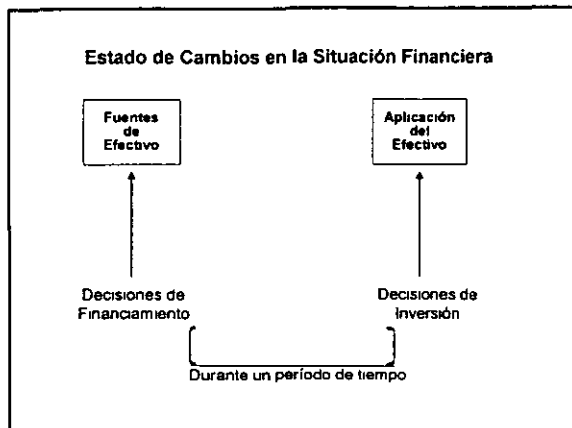 Estado de Cambios en la Situación Financiera
Fuentes
de
Efectivo
Aplicación
del
Efectivo
Decisiones de
Financiamiento
Decisiones de
Inversión
Durante un período de tiempo